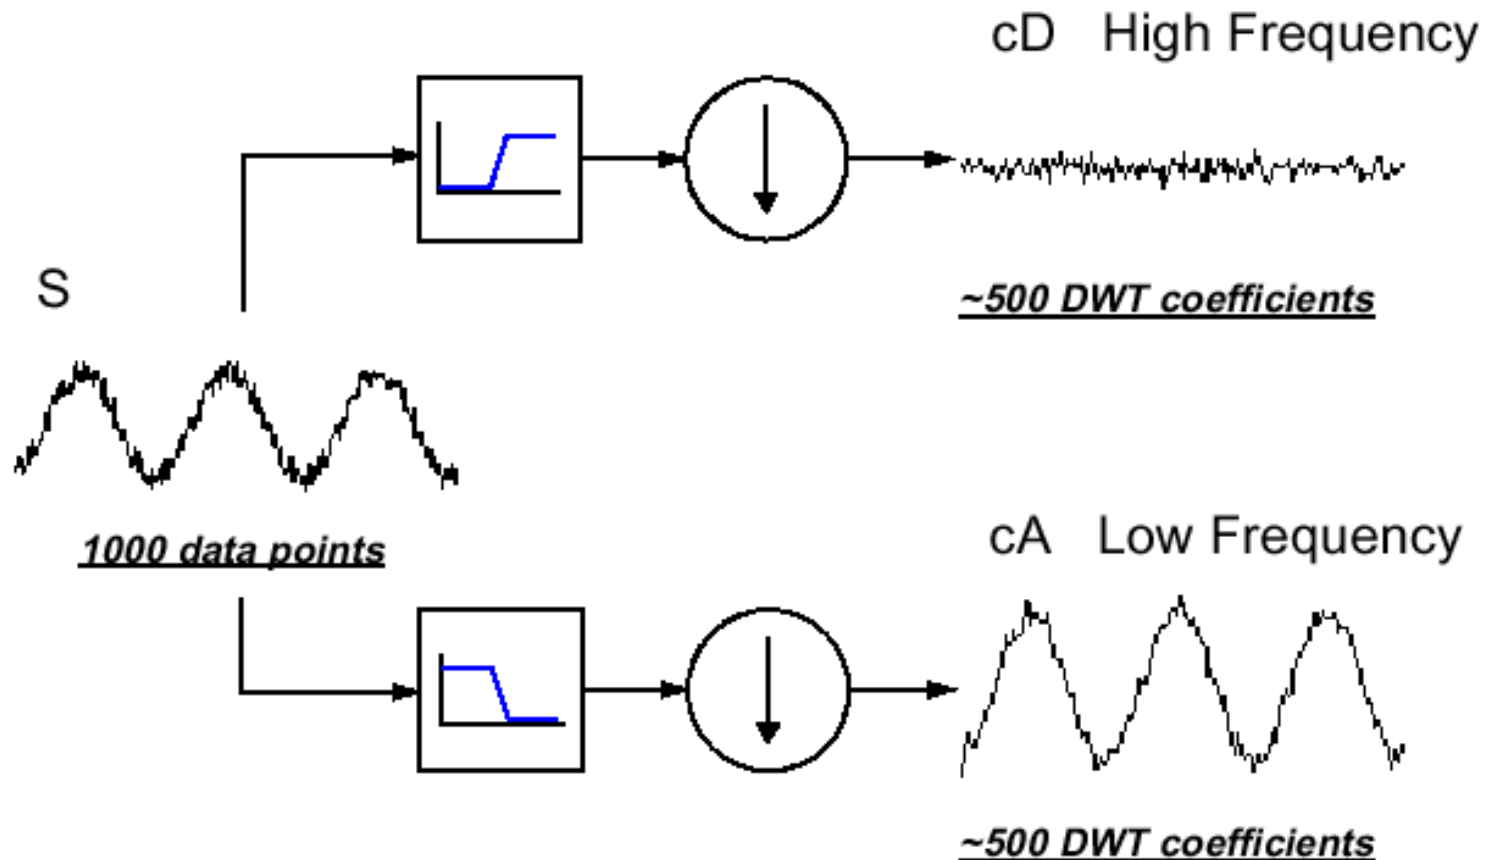 cD High Frequency
~500 DWT coefficients
S
1000 data points
cA Low Frequency
~500 DWT coefficients